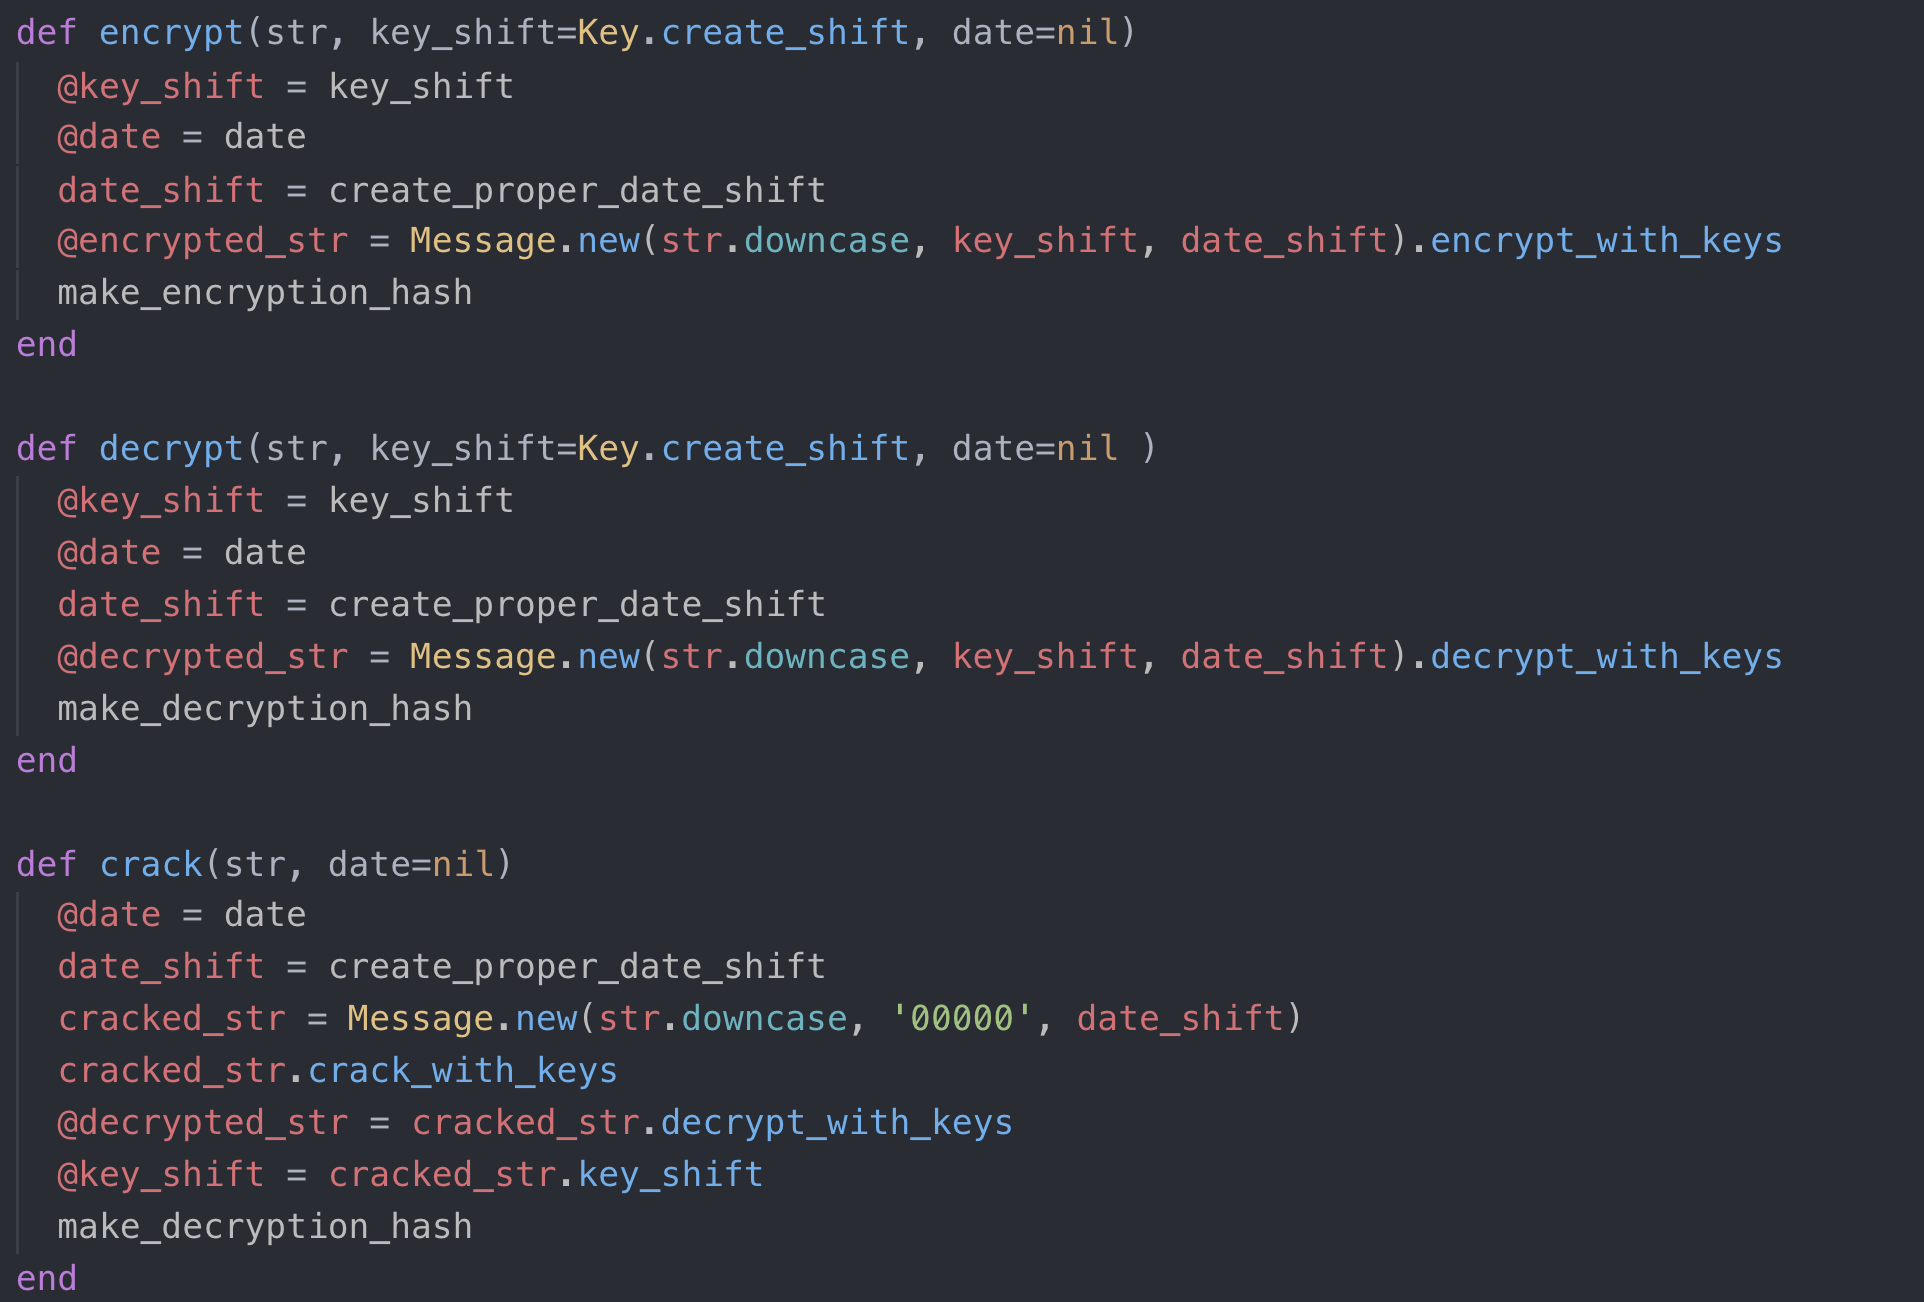 def encrypt(str, key_shift=Key.create_shift, date=nil)
  @key_shift = key_shift
  @date = date
  date_shift = create_proper_date_shift
  @encrypted_str = Message.new(str.downcase, key_shift, date_shift).encrypt_with_keys
  make_encryption_hash
end

def decrypt(str, key_shift=Key.create_shift, date=nil )
  @key_shift = key_shift
  @date = date
  date_shift = create_proper_date_shift
  @decrypted_str = Message.new(str.downcase, key_shift, date_shift).decrypt_with_keys
  make_decryption_hash
end

def crack(str, date=nil)
  @date = date
  date_shift = create_proper_date_shift
  cracked_str = Message.new(str.downcase, '00000', date_shift)
  cracked_str.crack_with_keys
  @decrypted_str = cracked_str.decrypt_with_keys
  @key_shift = cracked_str.key_shift
  make_decryption_hash
end